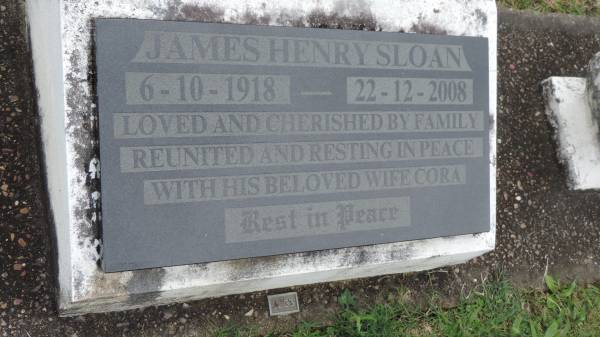 JAMES HENRY SLOAN
6-10-1918 — 22-12-2008
LOVED AND CHERISHED BY FAMILY
REUNITED AND RESTING IN PEACE
WITH HIS BELOVED WIFE CORA
Rest in Peace